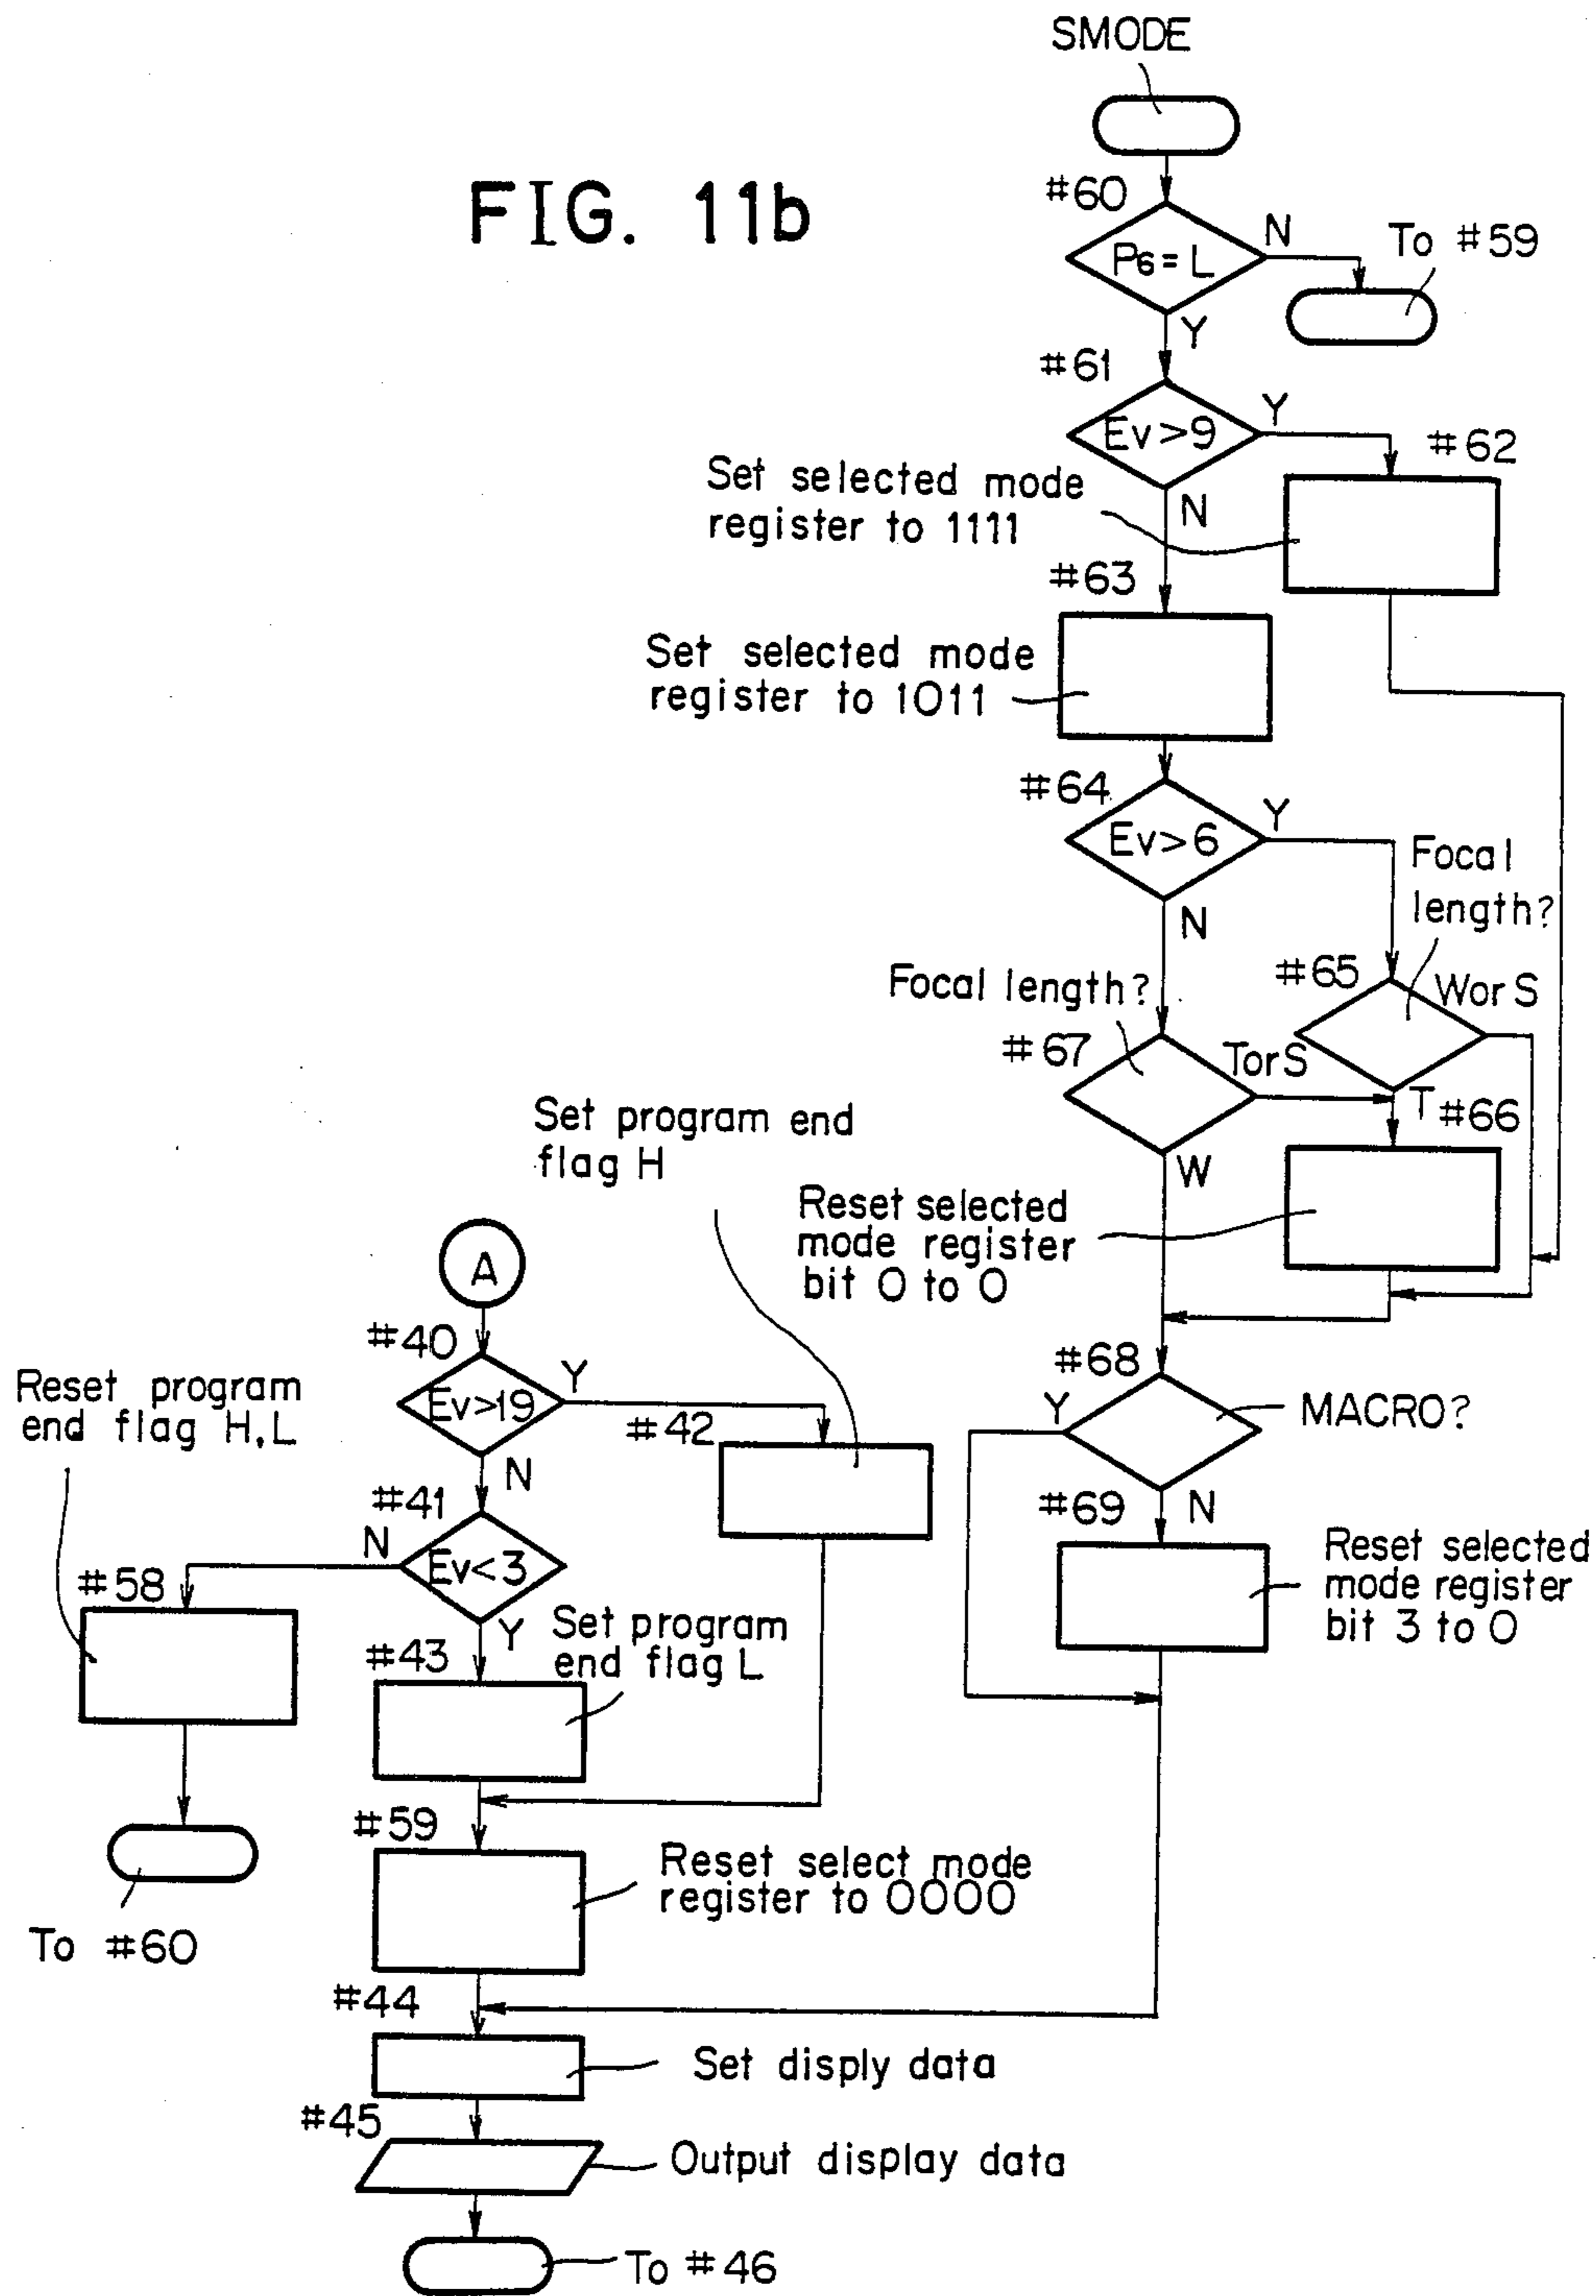 SMODE
FIG. 11b
#60
P6=L
N
To #59
Y
#61
Ev>9
Y
#62
Set selected mode
register to 1111
N
#63
Set selected mode
register to 1011
#64
Ev>6
Y
Focal
length?
N
#65
WorS
Focal length?
#67
TorS
T
#66
W
Set program end
flag H
Reset selected
mode register
bit 0 to 0
A
#40
Ev>19
Y
#42
N
Reset program
end flag H,L
#68
Y
MACRO?
#41
Ev<3
N
Y
#69
N
Reset selected
mode register
bit 3 to 0
#58
#43
Set program
end flag L
#59
Reset select mode
register to 0000
To #60
#44
Set disply data
#45
Output display data
To #46